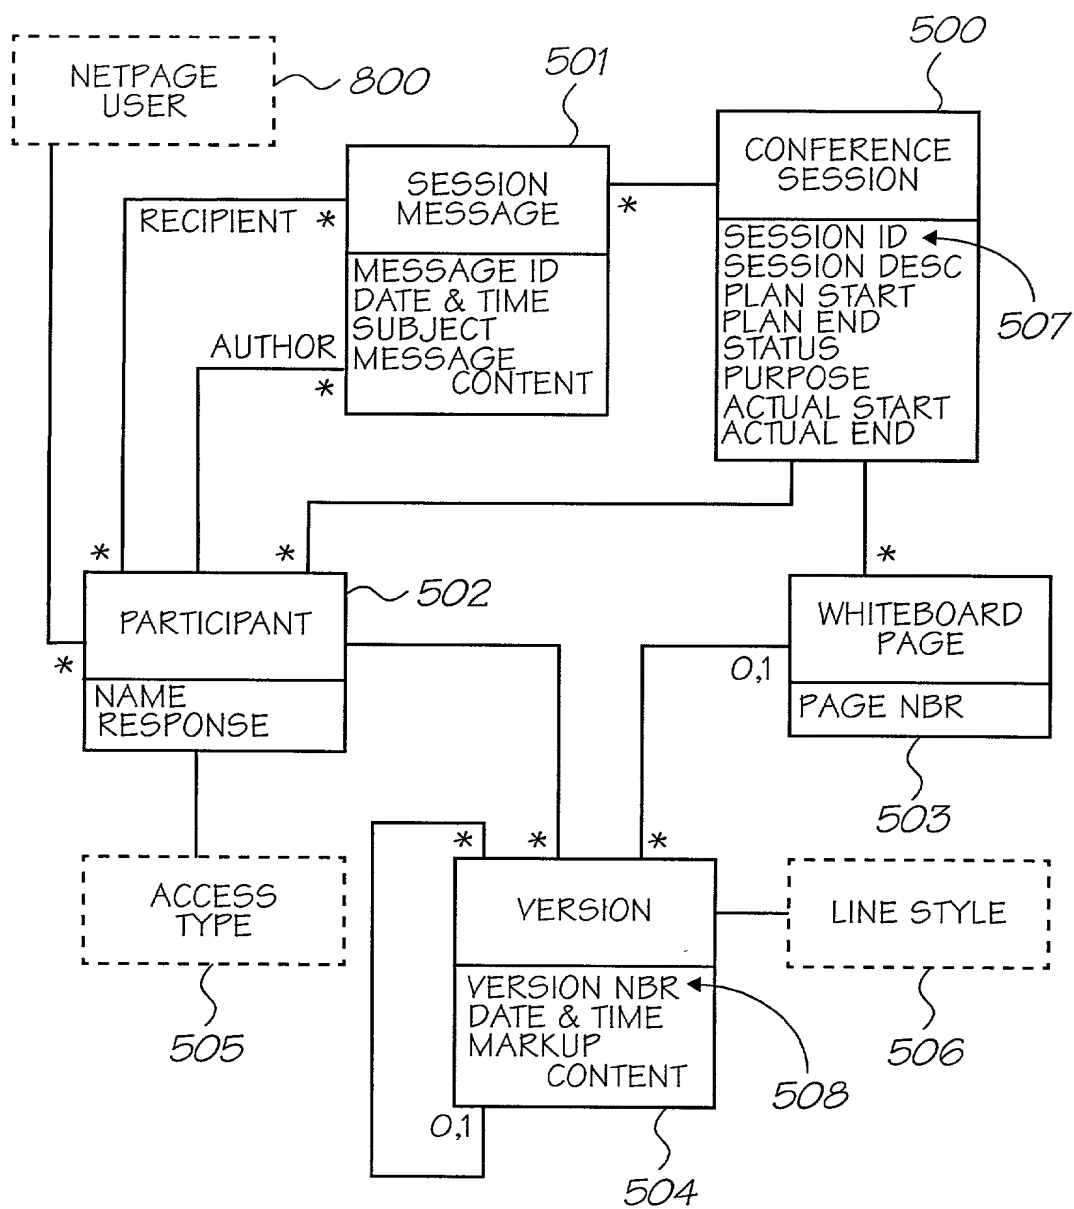 500
501
NETPAGE
USER
800
CONFERENCE
SESSION
SESSION
MESSAGE
*
RECIPIENT *
SESSION ID
SESSION DESC
PLAN START
PLAN END
STATUS
PURPOSE
ACTUAL START
ACTUAL END
507
MESSAGE ID
DATE & TIME
SUBJECT
MESSAGE
CONTENT
AUTHOR
*
*
*
*
502
PARTICIPANT
WHITEBOARD
PAGE
*
0,1
NAME
RESPONSE
PAGE NBR
503
*
*
*
ACCESS
TYPE
VERSION
LINE STYLE
VERSION NBR
DATE & TIME
MARKUP
CONTENT
505
506
508
0,1
504